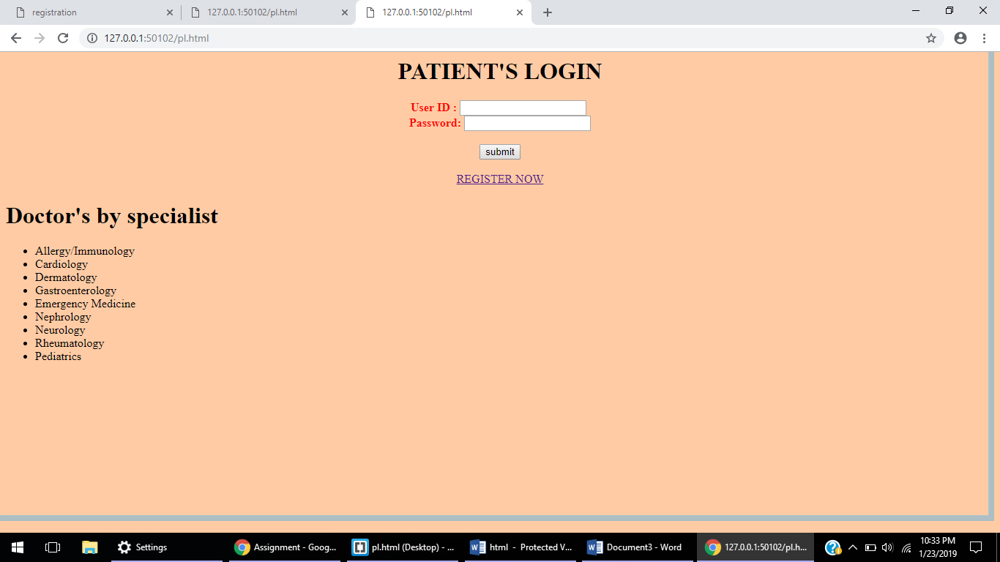 registration
127.0.0.1:50102/pl.html
127.0.0.1:50102/pl.html
127.0.0.1:50102/pl.html
PATIENT'S LOGIN
User ID :
Password:
submit
REGISTER NOW
Doctor's by specialist
Allergy/Immunology
Cardiology
Dermatology
Gastroenterology
Emergency Medicine
Nephrology
Neurology
Rheumatology
Pediatrics
Settings
Assignment - Goog...
pl.html (Desktop) - ...
html - Protected V...
Document3 - Word
127.0.0.1:50102/pl.h...
10:33 PM
1/23/2019